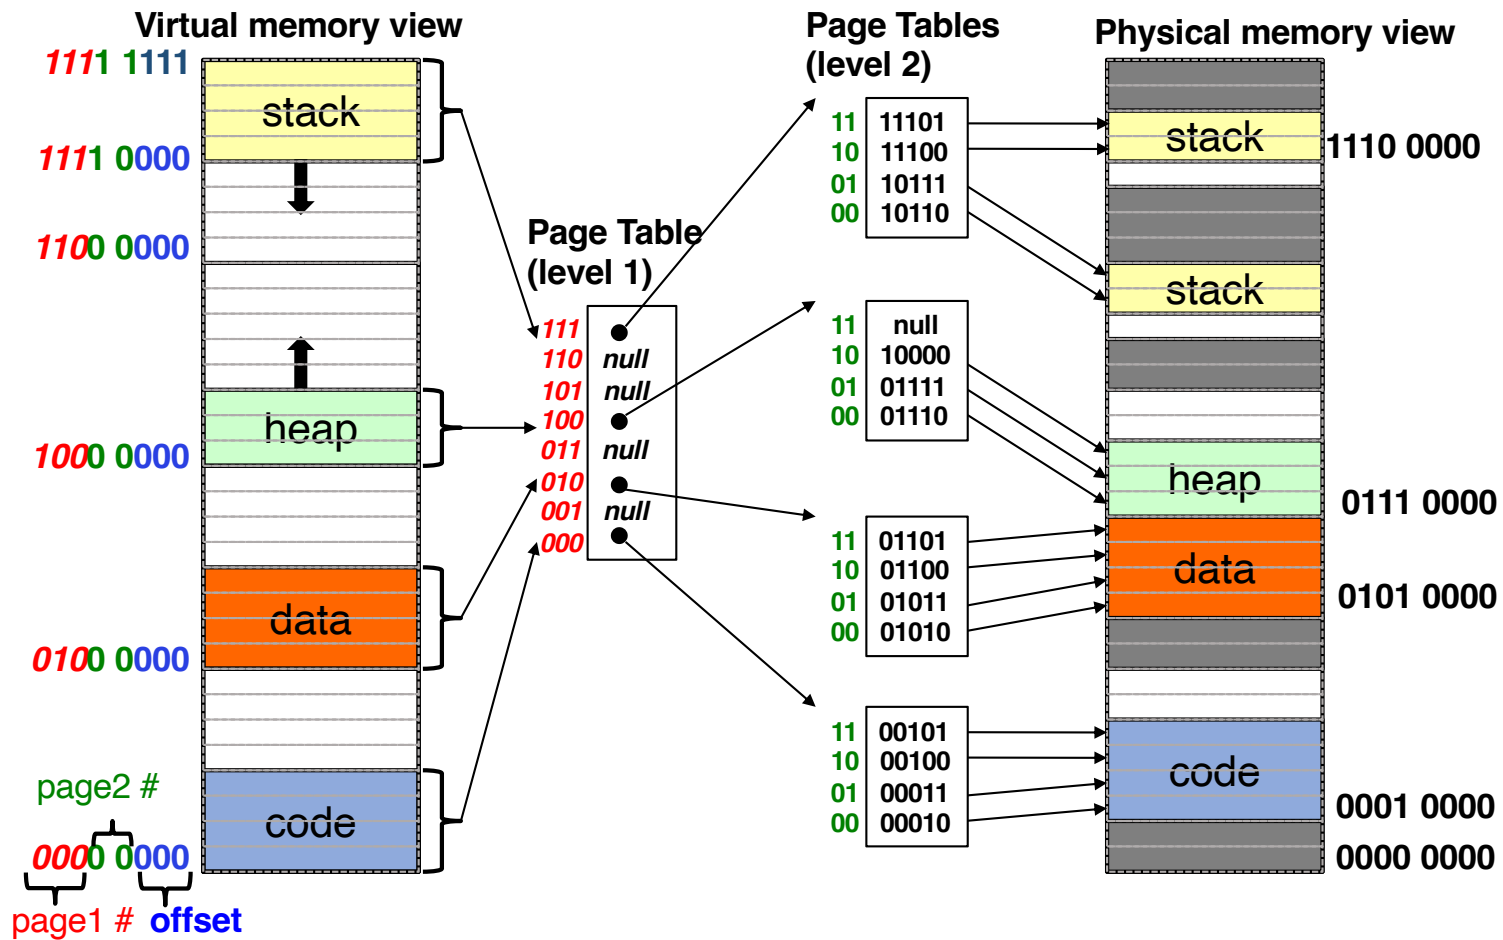 Virtual memory view
1111 1111
stack
1111 0000
1100 0000
heap
1000 0000
data
0100 0000
page2 #
code
0000 0000
page1 # offset
Page Table
(level 1)
111
110 null
101 null
100
011 null
010
001 null
000
Page Tables
(level 2)
11 11101
10 11100
01 10111
00 10110
11 null
10 10000
01 01111
00 01110
11 01101
10 01100
01 01011
00 01010
11 00101
10 00100
01 00011
00 00010
Physical memory view
stack
1110 0000
stack
heap
0111 0000
data
0101 0000
code
0001 0000
0000 0000